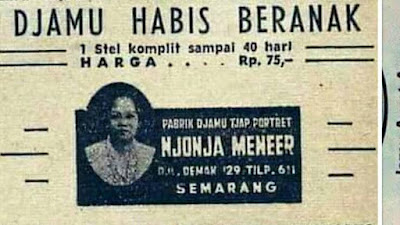 DJAMU HABIS BERANAK
1 Stel komplit sampai 40 hari
HARGA .... Rp. 75,-
PABRIK DJAMU TJAP PORTRET
NJONJA MENEER
DJL. DEMAK 129 TILP. 611
SEMARANG